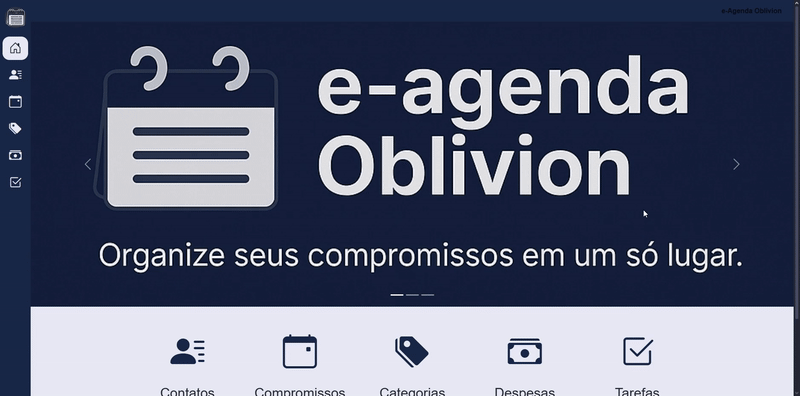 e-Agenda Oblivion
e-agenda
Oblivion
Organize seus compromissos em um só lugar.
Contatos
Compromissos
Categorias
Despesas
Tarefas